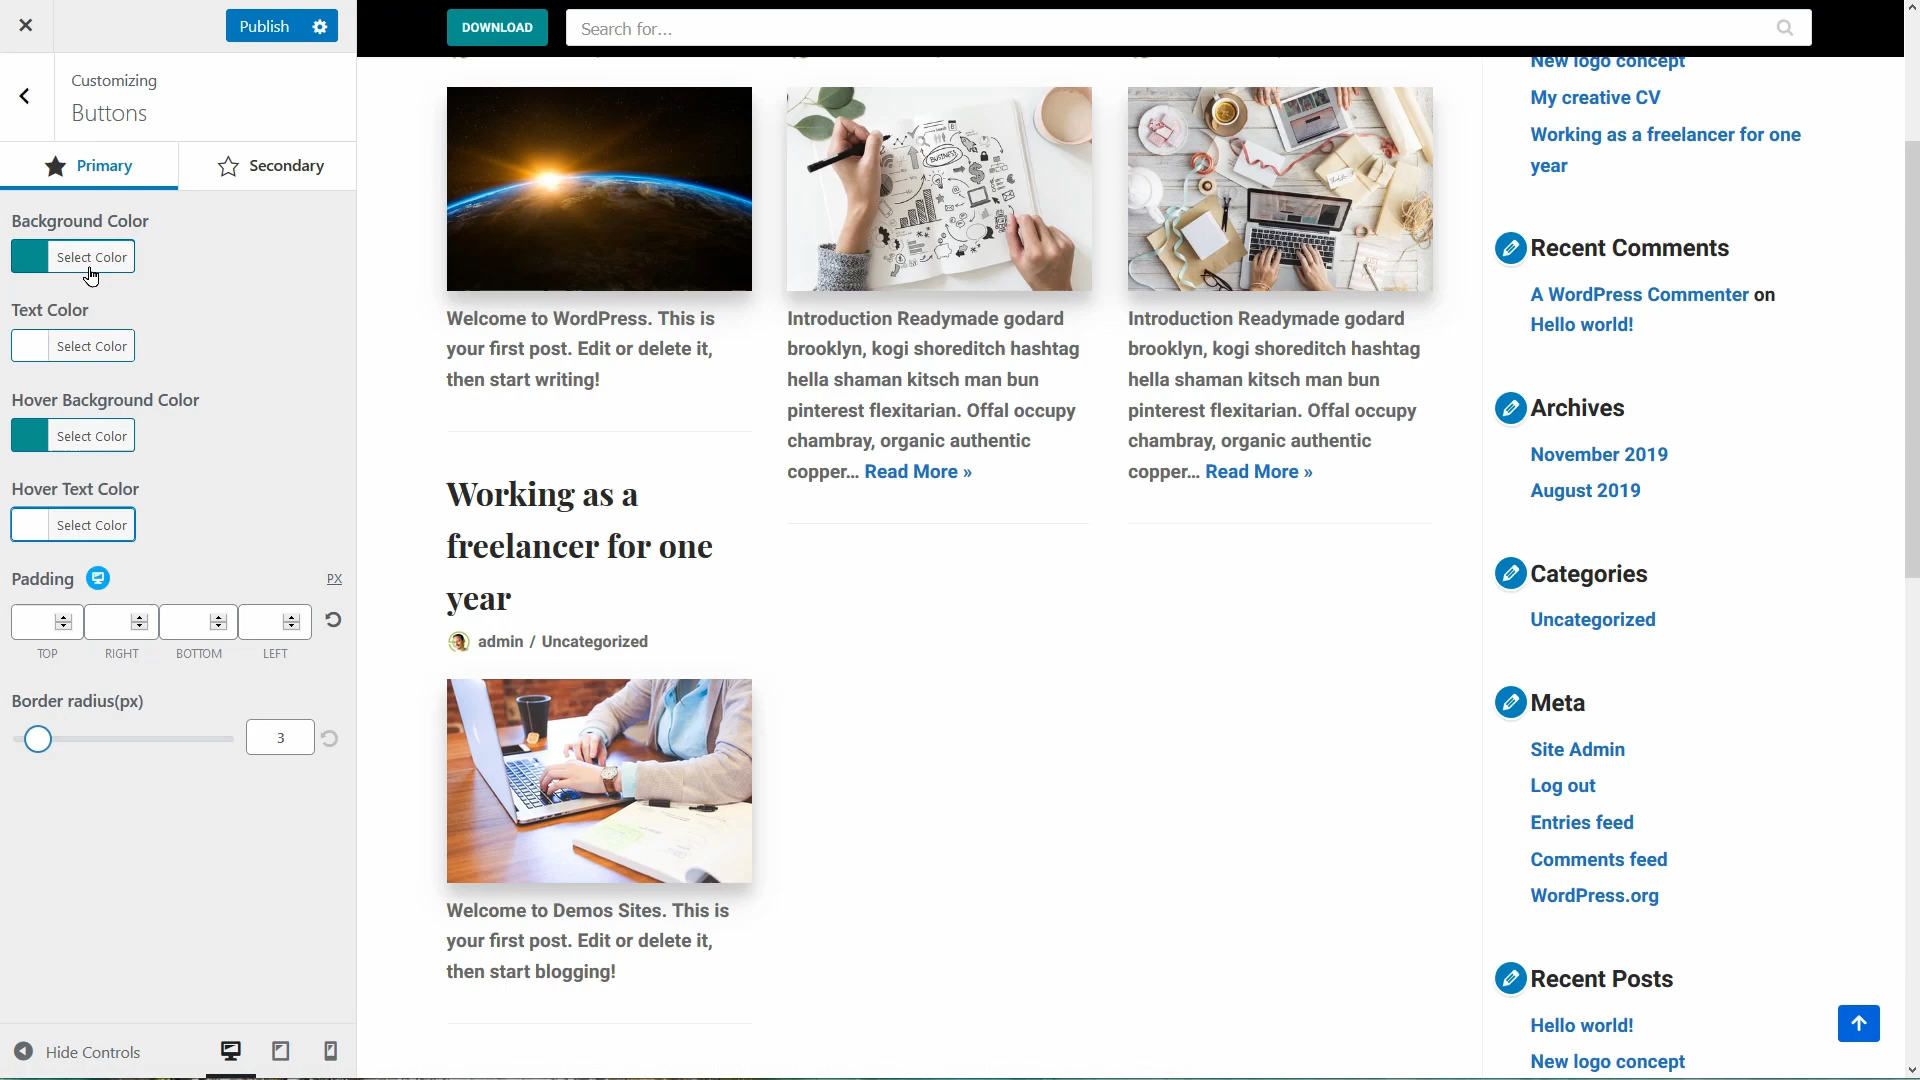 Publish
Customizing
Buttons
Primary
Secondary
Background Color
Select Color
Text Color
Select Color
Hover Background Color
Select Color
Hover Text Color
Select Color
Padding
PX
TOP
RIGHT
BOTTOM
LEFT
Border radius(px)
3
Hide Controls
DOWNLOAD
Search for...
BUSINESS
Welcome to WordPress. This is
your first post. Edit or delete it,
then start writing!
Working as a
freelancer for one
year
admin / Uncategorized
Welcome to Demos Sites. This is
your first post. Edit or delete it,
then start blogging!
Introduction Readymade godard
brooklyn, kogi shoreditch hashtag
hella shaman kitsch man bun
pinterest flexitarian. Offal occupy
chambray, organic authentic
copper... Read More »
Introduction Readymade godard
brooklyn, kogi shoreditch hashtag
hella shaman kitsch man bun
pinterest flexitarian. Offal occupy
chambray, organic authentic
copper... Read More »
New logo concept
My creative CV
Working as a freelancer for one
year
Recent Comments
A WordPress Commenter on
Hello world!
Archives
November 2019
August 2019
Categories
Uncategorized
Meta
Site Admin
Log out
Entries feed
Comments feed
WordPress.org
Recent Posts
Hello world!
New logo concept